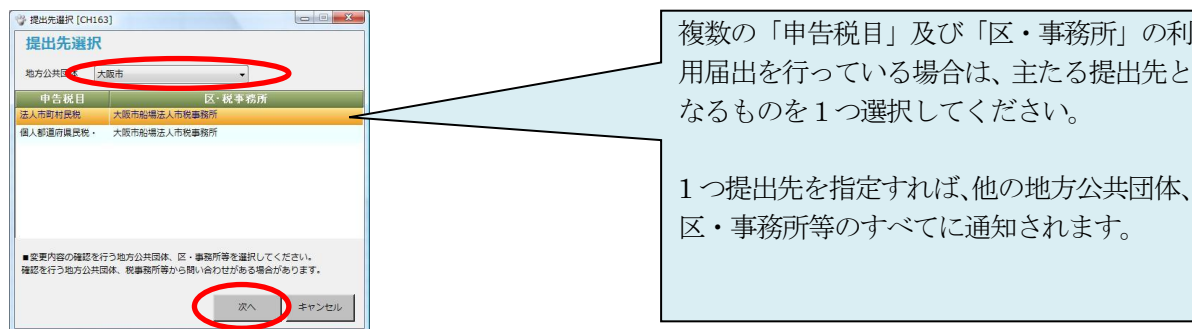 提出先選択 [CH163]
提出先選択
地方公共団体 大阪市
申告税目 区・税事務所
法人市町村民税 大阪市船場法人市税事務所
個人都道府県民税・ 大阪市船場法人市税事務所
■変更内容の確認を行う地方公共団体、区・事務所等を選択してください。
確認を行う地方公共団体、税事務所等から問い合わせがある場合があります。
次へ キャンセル
複数の「申告税目」及び「区・事務所」の利
用届出を行っている場合は、主たる提出先と
なるものを１つ選択してください。
１つ提出先を指定すれば、他の地方公共団体、
区・事務所等のすべてに通知されます。